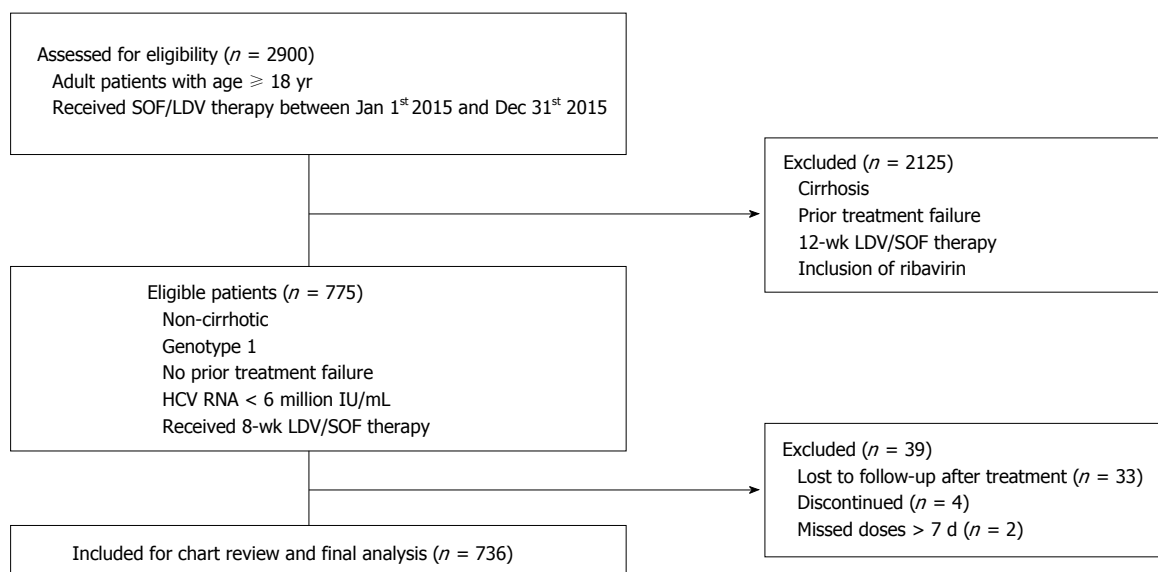 Assessed for eligibility (n = 2900)
Adult patients with age ⩾ 18 yr
Received SOF/LDV therapy between Jan 1st 2015 and Dec 31st 2015
Excluded (n = 2125)
Cirrhosis
Prior treatment failure
12-wk LDV/SOF therapy
Inclusion of ribavirin
Eligible patients (n = 775)
Non-cirrhotic
Genotype 1
No prior treatment failure
HCV RNA < 6 million IU/mL
Received 8-wk LDV/SOF therapy
Excluded (n = 39)
Lost to follow-up after treatment (n = 33)
Discontinued (n = 4)
Missed doses > 7 d (n = 2)
Included for chart review and final analysis (n = 736)